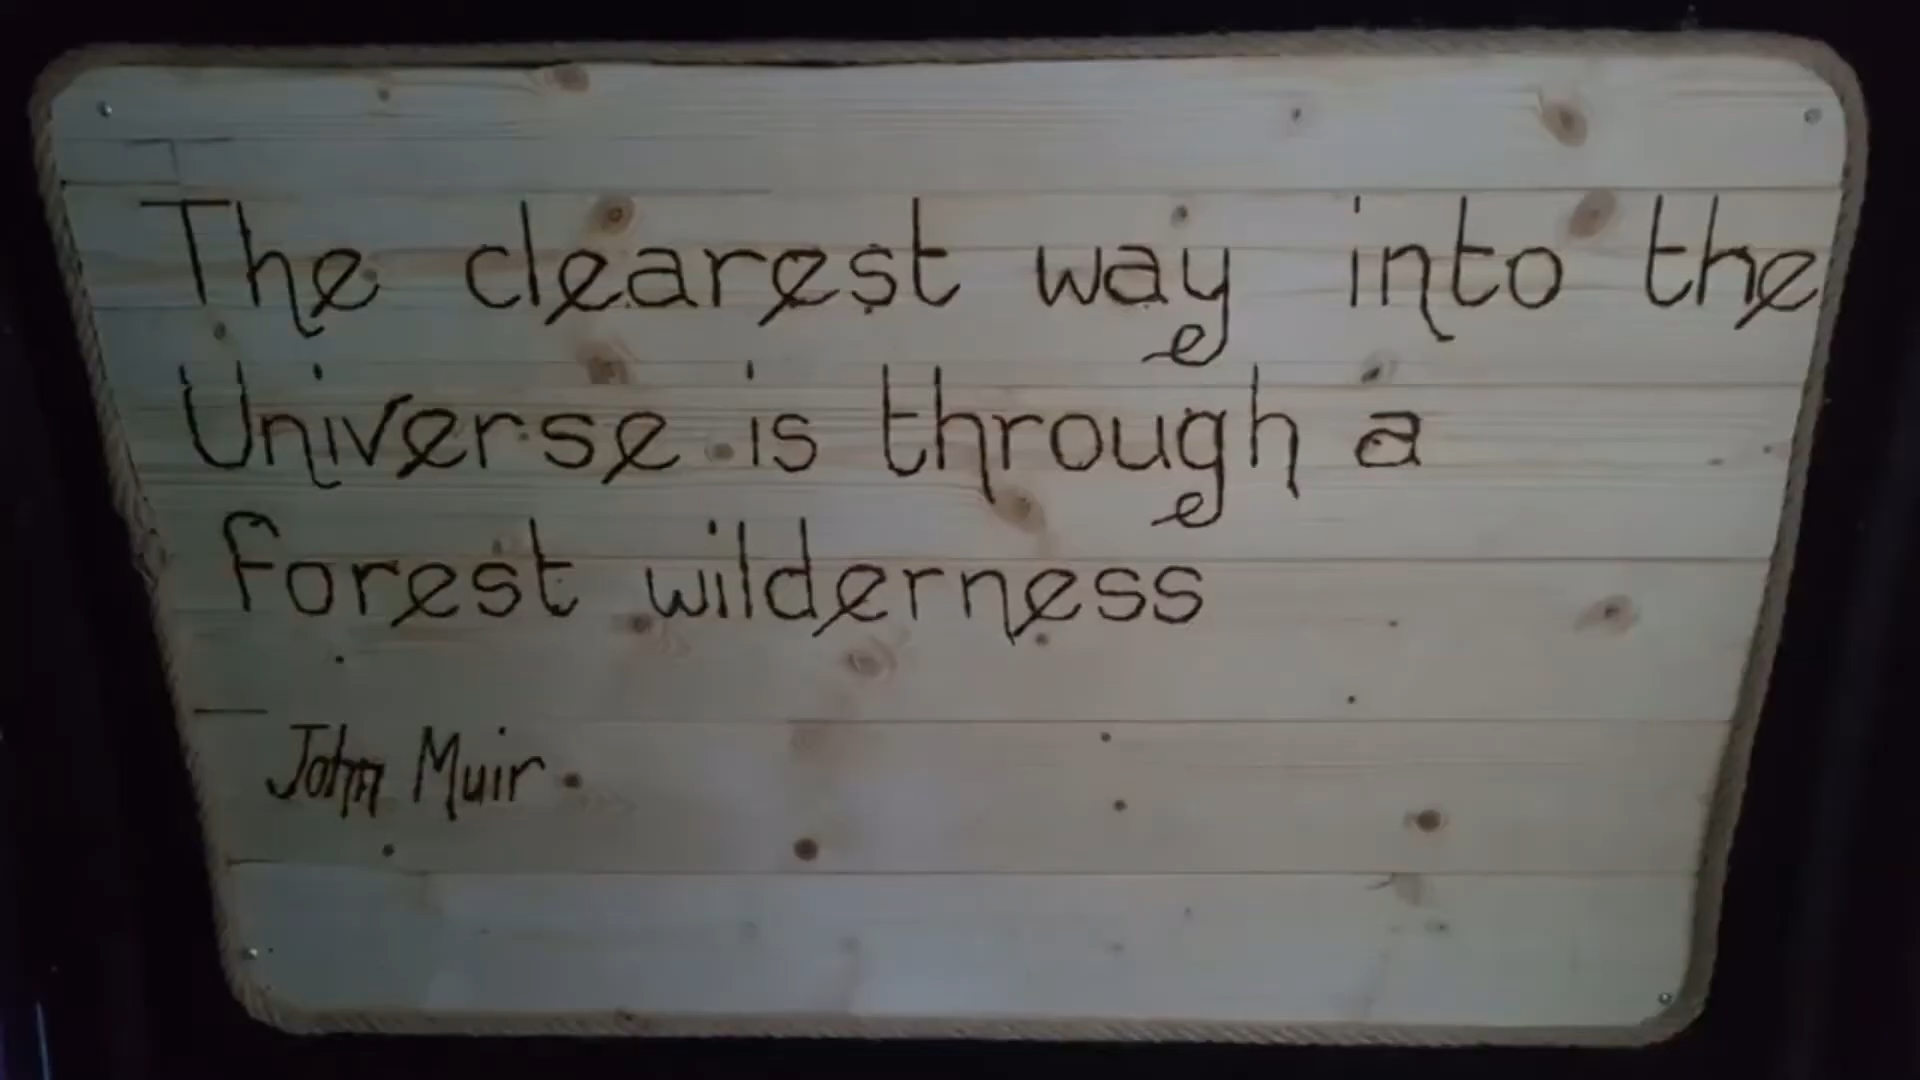 The clearest way into the
Universe is through a
forest wilderness
— John Muir